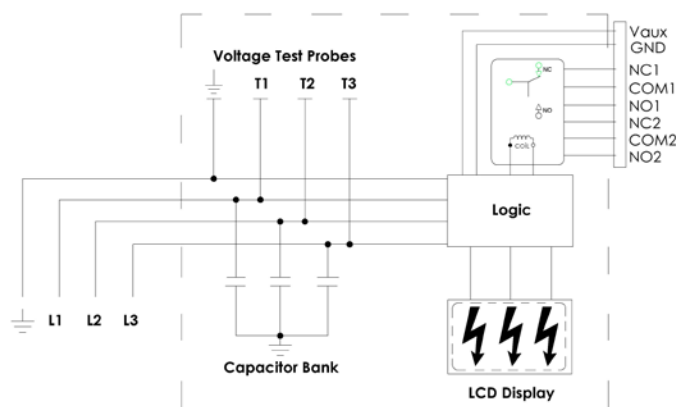 Voltage Test Probes
T1 T2 T3
Vaux
GND
NC1
COM1
NO1
NC2
COM2
NO2
NC
NO
COIL
Logic
L1 L2 L3
Capacitor Bank
LCD Display